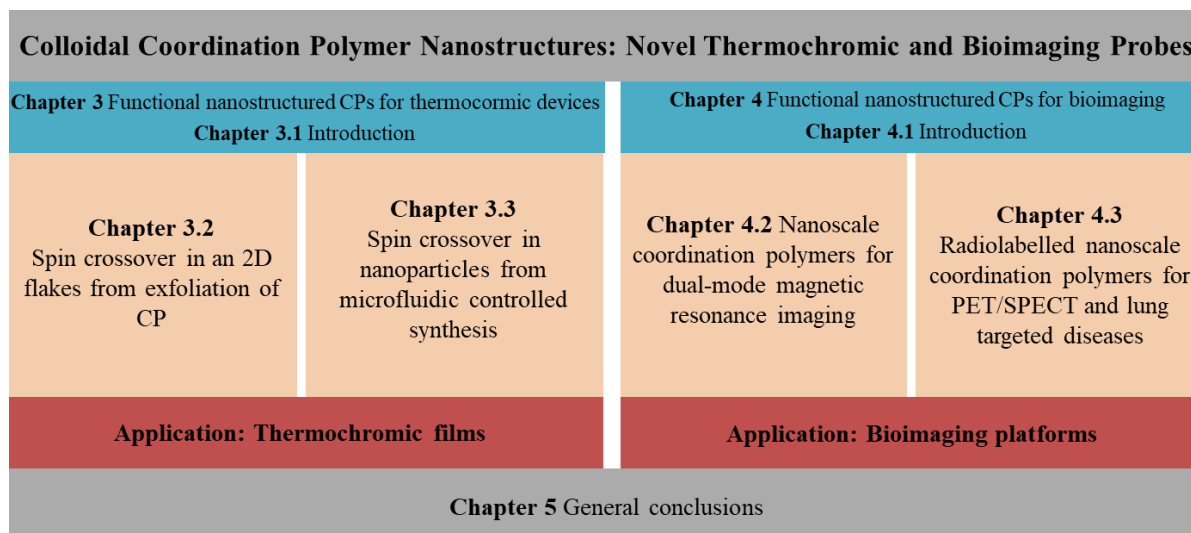 Colloidal Coordination Polymer Nanostructures: Novel Thermochromic and Bioimaging Probes
Chapter 3 Functional nanostructured CPs for thermocormic devices
Chapter 3.1 Introduction
Chapter 4 Functional nanostructured CPs for bioimaging
Chapter 4.1 Introduction
Chapter 3.2
Spin crossover in an 2D
flakes from exfoliation of
CP
Chapter 3.3
Spin crossover in
nanoparticles from
microfluidic controlled
synthesis
Chapter 4.2 Nanoscale
coordination polymers for
dual-mode magnetic
resonance imaging
Chapter 4.3
Radiolabelled nanoscale
coordination polymers for
PET/SPECT and lung
targeted diseases
Application: Thermochromic films
Application: Bioimaging platforms
Chapter 5 General conclusions